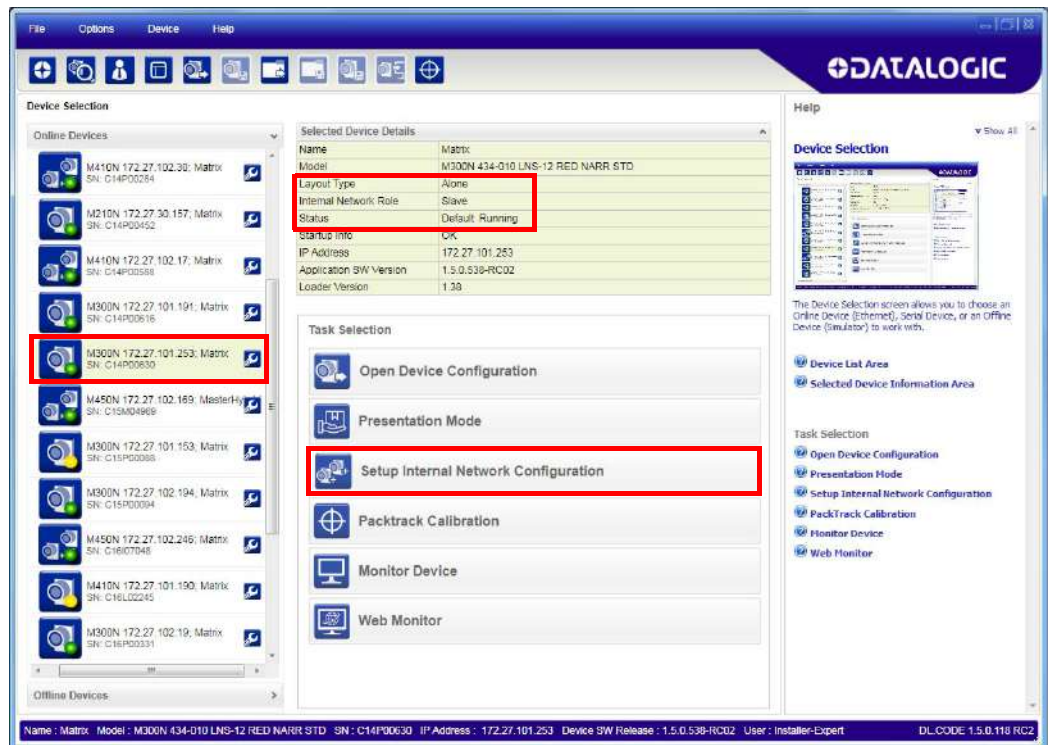 File Options Device Help
DATALOGIC
Device Selection
Online Devices
M410N 172.27.102.38; Matrix
SN: C14P00264
M210N 172.27.30.157; Matrix
SN: C14P00452
M410N 172.27.102.17; Matrix
SN: C14P00588
M300N 172.27.101.191; Matrix
SN: C14P00616
M300N 172.27.101.253; Matrix
SN: C14P00630
M450N 172.27.102.169; MasterHy
SN: C15M04969
M300N 172.27.101.153; Matrix
SN: C15P00088
M300N 172.27.102.194; Matrix
SN: C15P00094
M450N 172.27.102.246; Matrix
SN: C16I07048
M410N 172.27.101.190; Matrix
SN: C16L02245
M300N 172.27.102.19; Matrix
SN: C16P00331
Offline Devices
Selected Device Details
Name Matrix
Model M300N 434-010 LNS-12 RED NARR STD
Layout Type Alone
Internal Network Role Slave
Status Default Running
Startup Info OK
IP Address 172.27.101.253
Application SW Version 1.5.0.538-RC02
Loader Version 1.38
Task Selection
Open Device Configuration
Presentation Mode
Setup Internal Network Configuration
Packtrack Calibration
Monitor Device
Web Monitor
Help
Show All
Device Selection
The Device Selection screen allows you to choose an
Online Device (Ethernet), Serial Device, or an Offline
Device (Simulator) to work with.
Device List Area
Selected Device Information Area
Task Selection
Open Device Configuration
Presentation Mode
Setup Internal Network Configuration
PackTrack Calibration
Monitor Device
Web Monitor
Name : Matrix Model : M300N 434-010 LNS-12 RED NARR STD SN : C14P00630 IP Address : 172.27.101.253 Device SW Release : 1.5.0.538-RC02 User : Installer-Expert DL.CODE 1.5.0.118 RC2